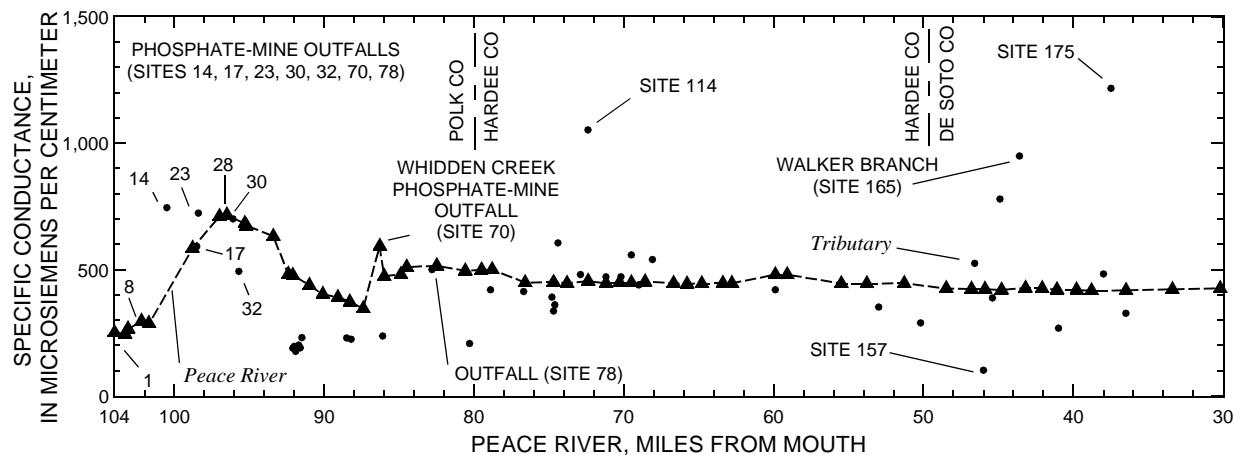 SPECIFIC CONDUCTANCE,
IN MICROSIEMENS PER CENTIMETER
1,500
1,000
500
0
PHOSPHATE-MINE OUTFALLS
(SITES 14, 17, 23, 30, 32, 70, 78)
POLK CO
HARDEE CO
HARDEE CO
DE SOTO CO
SITE 114
SITE 175
WHIDDEN CREEK
PHOSPHATE-MINE
OUTFALL
(SITE 70)
WALKER BRANCH
(SITE 165)
14
23
28
30
17
8
32
1
Peace River
Tributary
OUTFALL (SITE 78)
SITE 157
104
100
90
80
70
60
50
40
30
PEACE RIVER, MILES FROM MOUTH